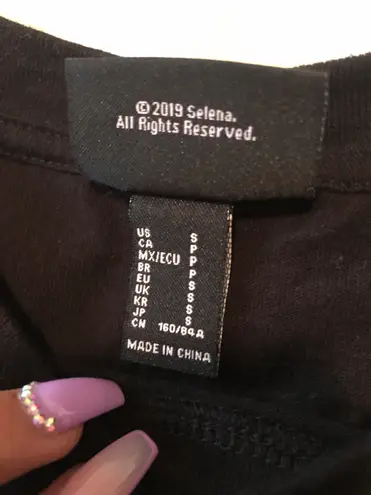 © 2019 Selena.
All Rights Reserved.
US S
CA P
MX/ECU P
BR P
EU S
UK S
KR S
JP S
CN 160/84A
MADE IN CHINA